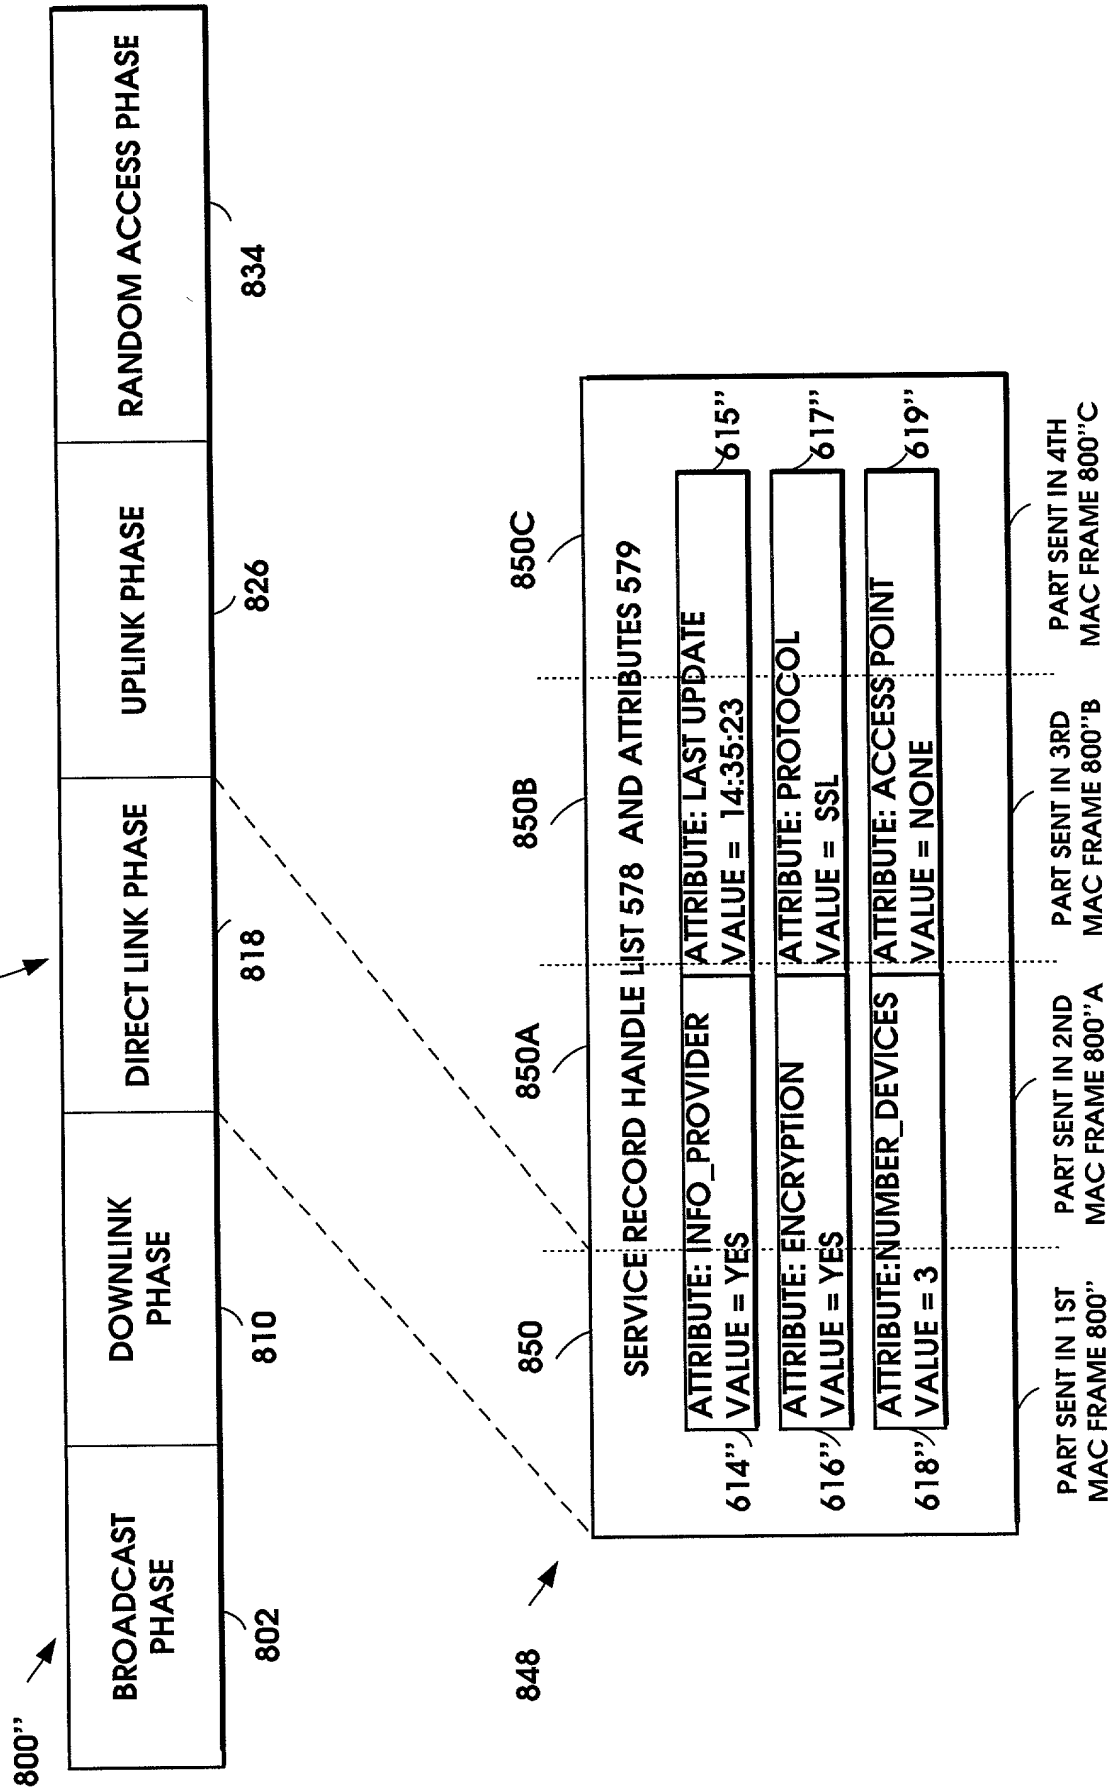 800''
BROADCAST
PHASE
DOWNLINK
PHASE
DIRECT LINK PHASE
UPLINK PHASE
RANDOM ACCESS PHASE
802
810
818
826
834
848
850
850A
850B
850C
SERVICE RECORD HANDLE LIST 578 AND ATTRIBUTES 579
614''
ATTRIBUTE: INFO_PROVIDER
VALUE = YES
ATTRIBUTE: LAST UPDATE
VALUE = 14:35:23
615''
616''
ATTRIBUTE: ENCRYPTION
VALUE = YES
ATTRIBUTE: PROTOCOL
VALUE = SSL
617''
618''
ATTRIBUTE:NUMBER_DEVICES
VALUE = 3
ATTRIBUTE: ACCESS POINT
VALUE = NONE
619''
PART SENT IN 1ST
MAC FRAME 800''
PART SENT IN 2ND
MAC FRAME 800''A
PART SENT IN 3RD
MAC FRAME 800''B
PART SENT IN 4TH
MAC FRAME 800''C